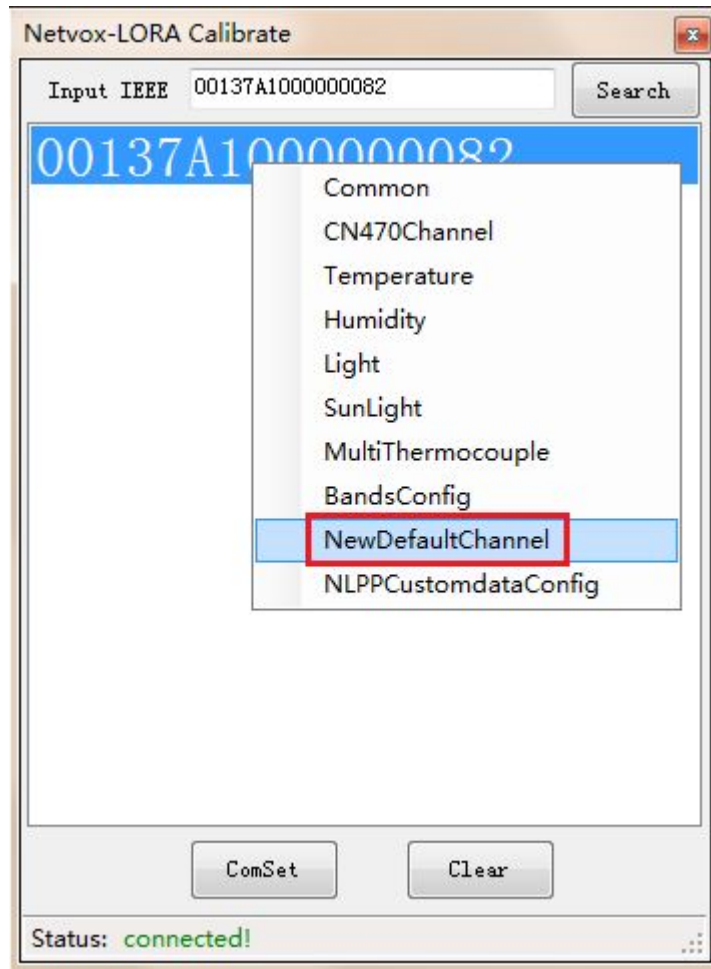 Netvox-LORA Calibrate
Input IEEE 00137A1000000082 Search
00137A1000000082
Common
CN470Channel
Temperature
Humidity
Light
SunLight
MultiThermocouple
BandsConfig
NewDefaultChannel
NLPPCustomdataConfig
ComSet Clear
Status: connected!